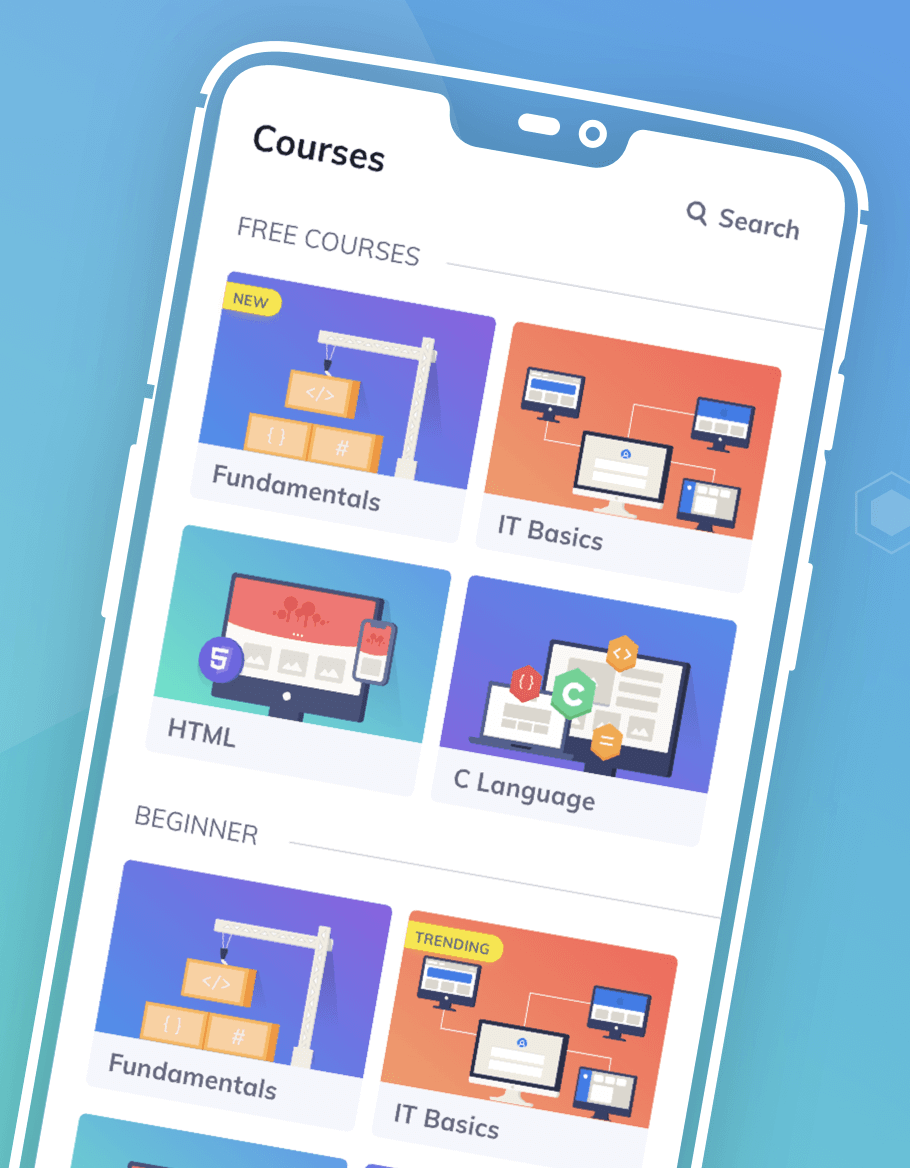 Courses
Search
FREE COURSES
NEW
</>
{ } #
Fundamentals
IT Basics
5
HTML
< >
{ } C
=
C Language
BEGINNER
</>
{ } #
Fundamentals
TRENDING
IT Basics